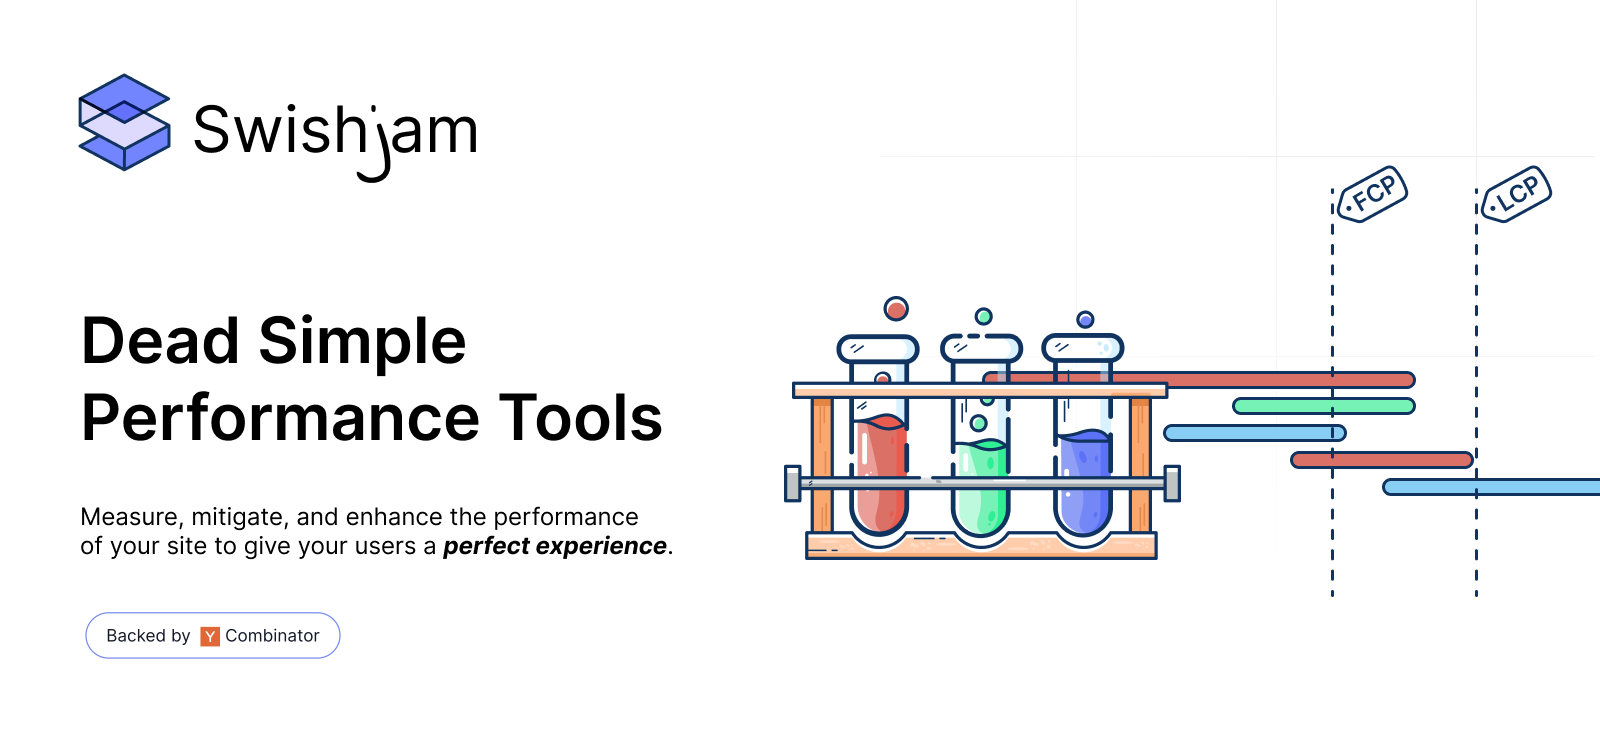 Swishjam
Dead Simple
Performance Tools
Measure, mitigate, and enhance the performance
of your site to give your users a perfect experience.
Backed by Y Combinator
FCP
LCP